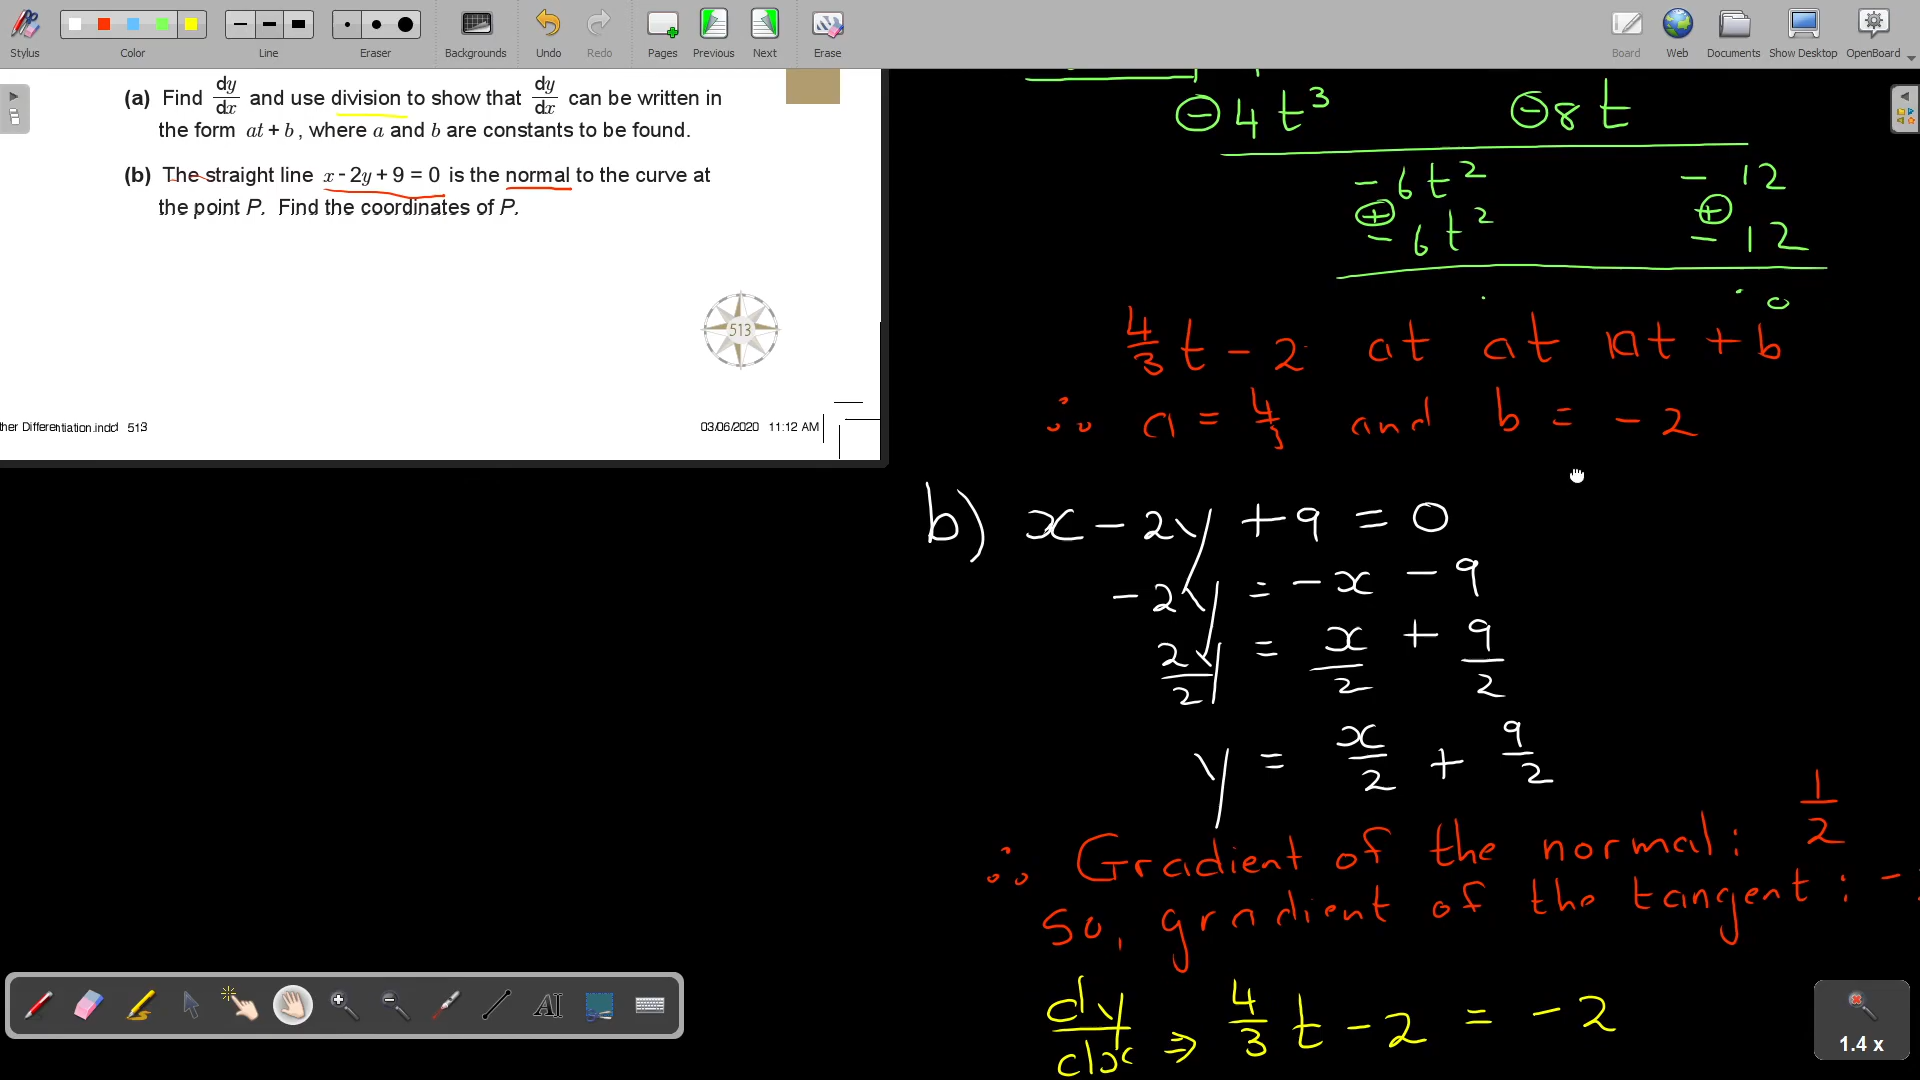 Stylus Color Line Eraser Backgrounds Undo Redo Pages Previous Next Erase Board Web Documents Show Desktop OpenBoard
(a) Find dy/dx and use division to show that dy/dx can be written in
the form at + b, where a and b are constants to be found.
(b) The straight line x - 2y + 9 = 0 is the normal to the curve at
the point P. Find the coordinates of P.
513
ther Differentiation.indd 513
03/06/2020 11:12 AM
⊖ 4t³ ⊖ 8t
- 6t² - 12
⊕ ⊕
- 6t² - 12
0
4/3 t - 2 at at at + b
∴ a = 4/3 and b = -2
b) x - 2y + 9 = 0
-2y = -x - 9
2y/2 = x/2 + 9/2
y = x/2 + 9/2
∴ Gradient of the normal: 1/2
So, gradient of the tangent: -
dy/dx ⇒ 4/3 t - 2 = -2
1.4 x